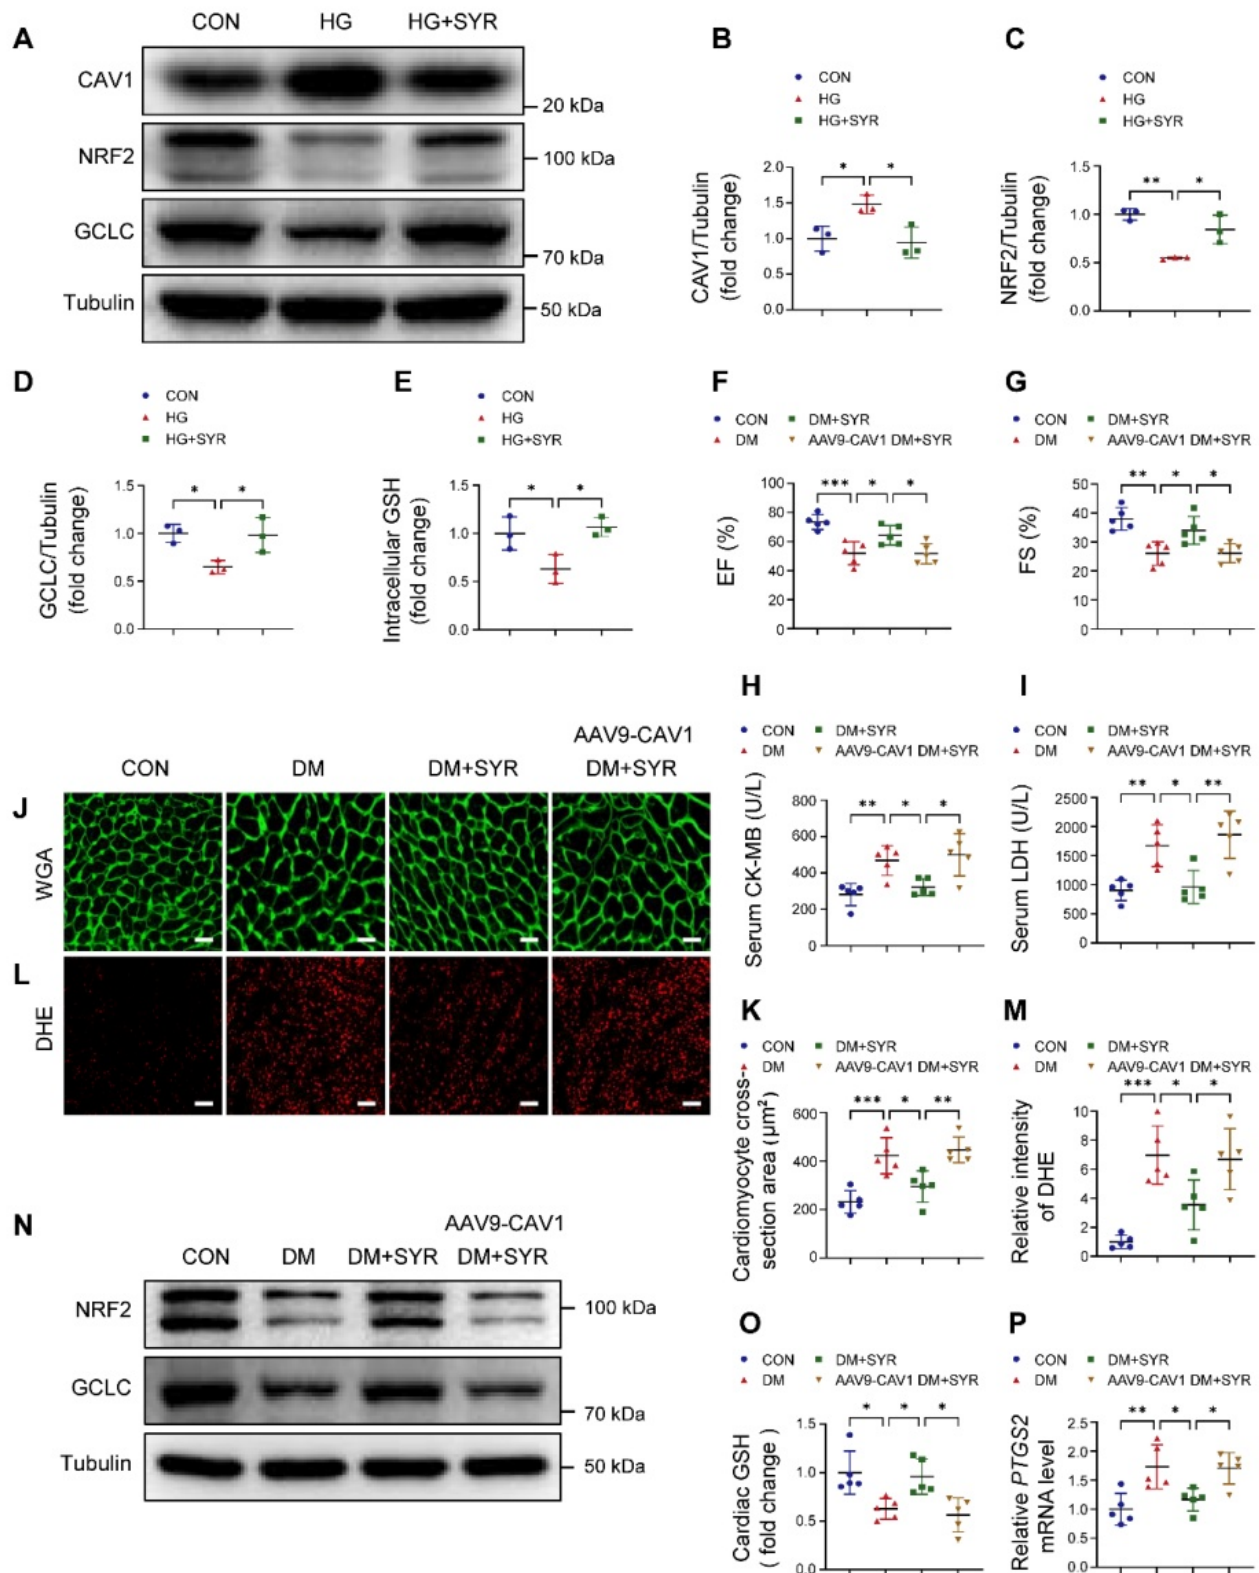 A
CON HG HG+SYR
CAV1
20 kDa
NRF2
100 kDa
GCLC
70 kDa
Tubulin
50 kDa
B
CON
HG
HG+SYR
CAV1/Tubulin
(fold change)
2.0
1.5
1.0
0.5
0.0
* *
C
CON
HG
HG+SYR
NRF2/Tubulin
(fold change)
1.5
1.0
0.5
0.0
** *
D
CON
HG
HG+SYR
GCLC/Tubulin
(fold change)
1.5
1.0
0.5
0.0
* *
E
CON
HG
HG+SYR
Intracellular GSH
(fold change)
1.5
1.0
0.5
0.0
* *
F
CON DM+SYR
DM AAV9-CAV1 DM+SYR
EF (%)
100
80
60
40
20
0
*** * *
G
CON DM+SYR
DM AAV9-CAV1 DM+SYR
FS (%)
50
40
30
20
10
0
** * *
H
CON DM+SYR
DM AAV9-CAV1 DM+SYR
Serum CK-MB (U/L)
800
600
400
200
0
** * *
I
CON DM+SYR
DM AAV9-CAV1 DM+SYR
Serum LDH (U/L)
2500
2000
1500
1000
500
0
** * **
AAV9-CAV1
CON DM DM+SYR DM+SYR
J
WGA
L
DHE
K
CON DM+SYR
DM AAV9-CAV1 DM+SYR
Cardiomyocyte cross-
section area (μm²)
600
400
200
0
*** * **
M
CON DM+SYR
DM AAV9-CAV1 DM+SYR
Relative intensity
of DHE
10
8
6
4
2
0
*** * *
N
AAV9-CAV1
CON DM DM+SYR DM+SYR
NRF2
100 kDa
GCLC
70 kDa
Tubulin
50 kDa
O
CON DM+SYR
DM AAV9-CAV1 DM+SYR
Cardiac GSH
( fold change )
1.5
1.0
0.5
0.0
* * *
P
CON DM+SYR
DM AAV9-CAV1 DM+SYR
Relative PTGS2
mRNA level
2.5
2.0
1.5
1.0
0.5
0.0
** * *